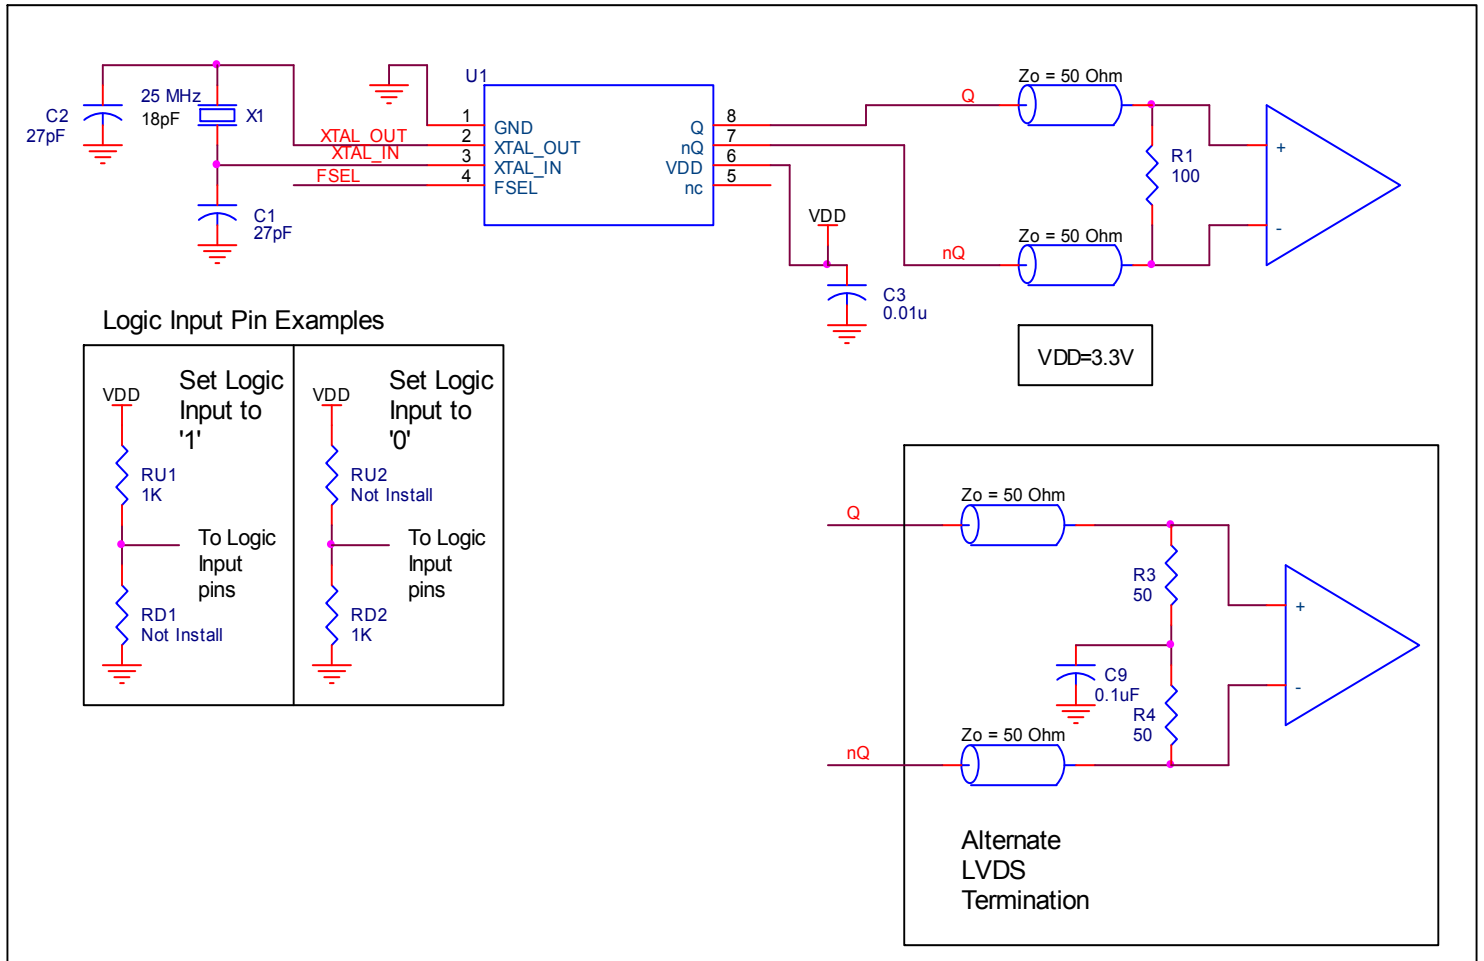 U1
C2
27pF
25 MHz
18pF
X1
XTAL_OUT
XTAL_IN
FSEL
1
2
3
4
GND
XTAL_OUT
XTAL_IN
FSEL
Q
nQ
VDD
nc
8
7
6
5
C1
27pF
Q
nQ
Zo = 50 Ohm
Zo = 50 Ohm
R1
100
+
-
VDD
C3
0.01u
VDD=3.3V
Logic Input Pin Examples
VDD
Set Logic
Input to
'1'
RU1
1K
To Logic
Input
pins
RD1
Not Install
VDD
Set Logic
Input to
'0'
RU2
Not Install
To Logic
Input
pins
RD2
1K
Q
nQ
Zo = 50 Ohm
Zo = 50 Ohm
R3
50
C9
0.1uF
R4
50
+
-
Alternate
LVDS
Termination